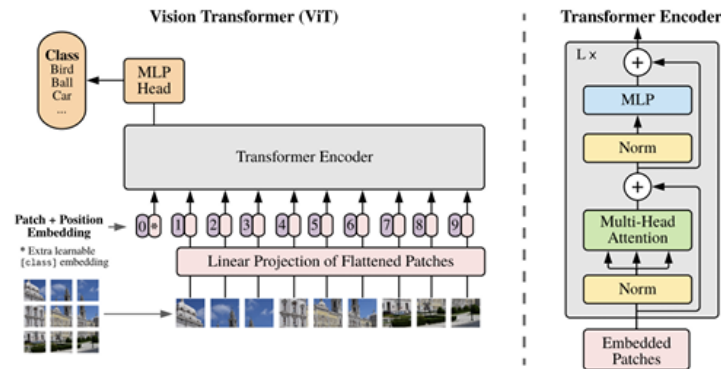 Vision Transformer (ViT)
Class
Bird
Ball
Car
...
MLP
Head
Transformer Encoder
Patch + Position
Embedding
* Extra learnable
[class] embedding
0 * 1 2 3 4 5 6 7 8 9
Linear Projection of Flattened Patches
Transformer Encoder
L ×
+
MLP
Norm
+
Multi-Head
Attention
Norm
Embedded
Patches